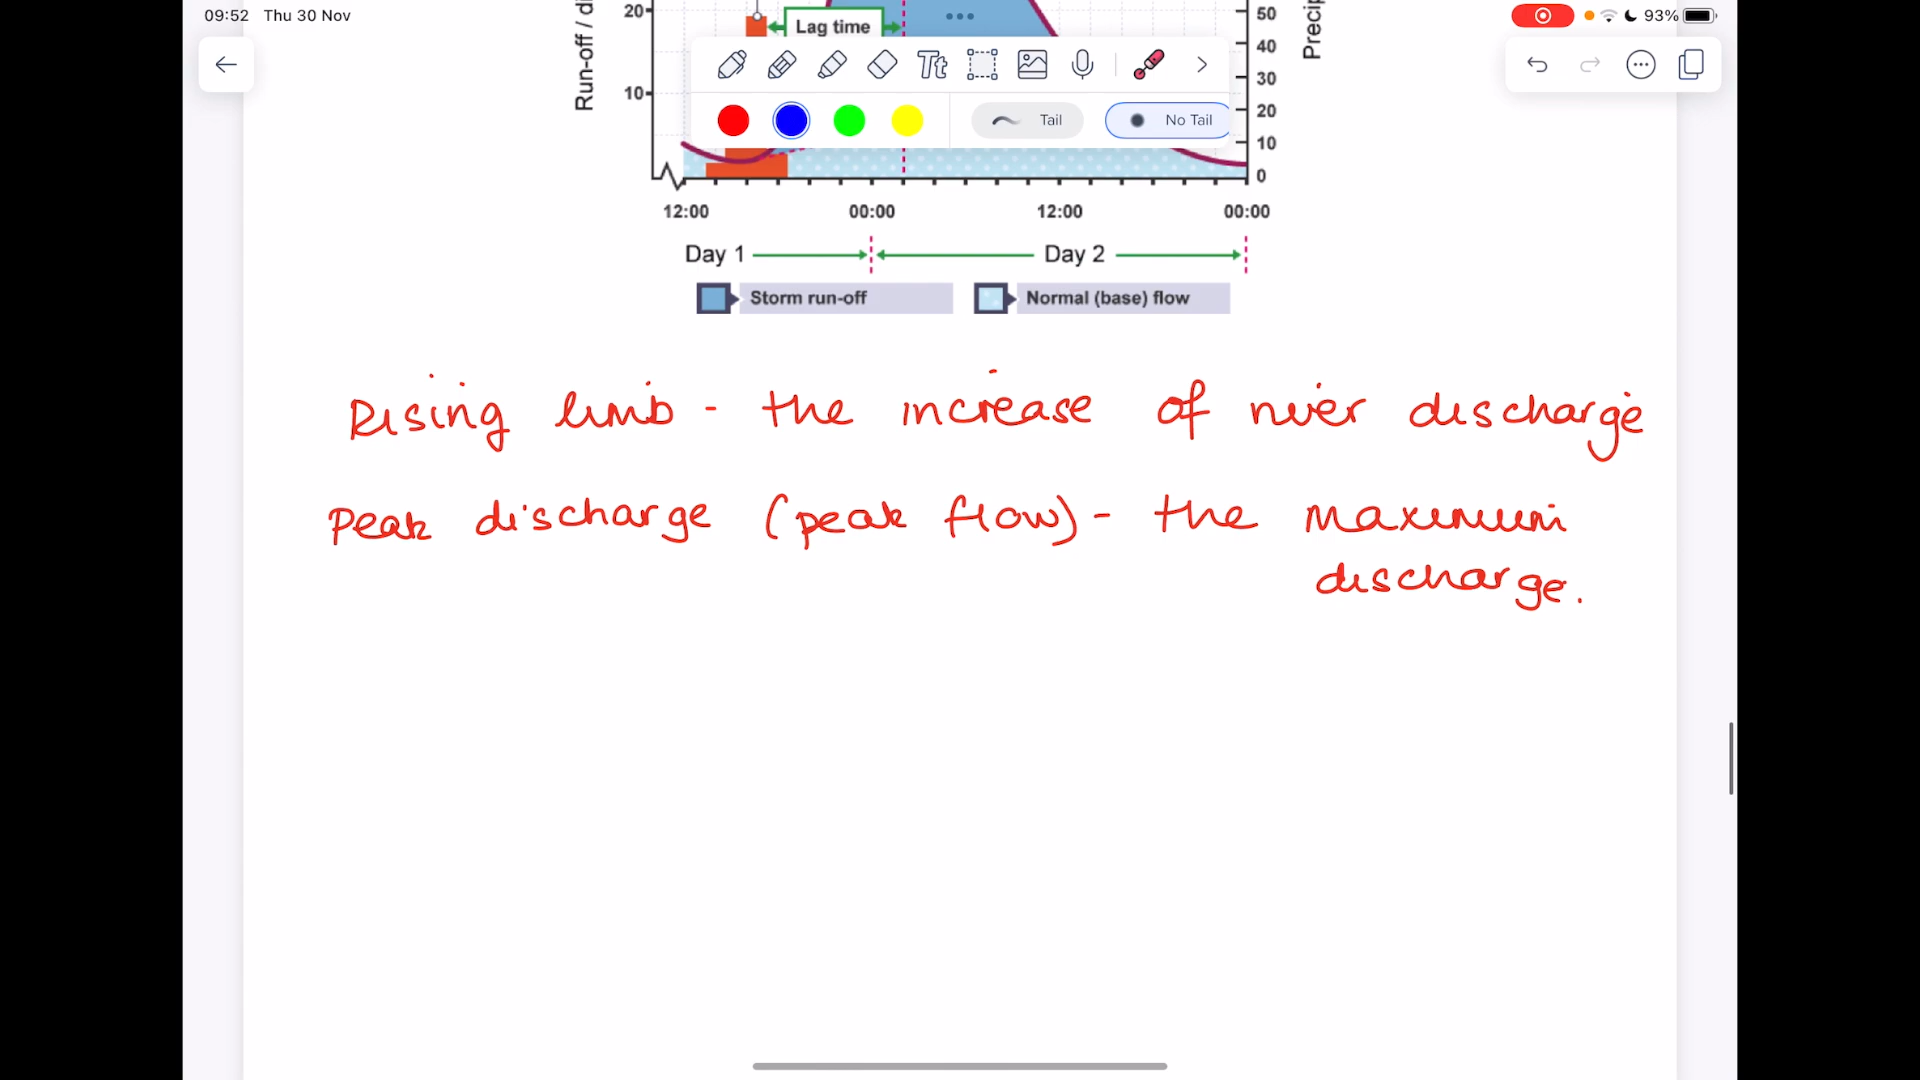 09:52 Thu 30 Nov
93%
20
Run-off / di
10
Lag time
50
40
30
20
10
0
Precip
Tt
Tail
No Tail
12:00 00:00 12:00 00:00
Day 1 Day 2
Storm run-off Normal (base) flow
Rising limb - the increase of river discharge
Peak discharge (peak flow) - the maximum
discharge.